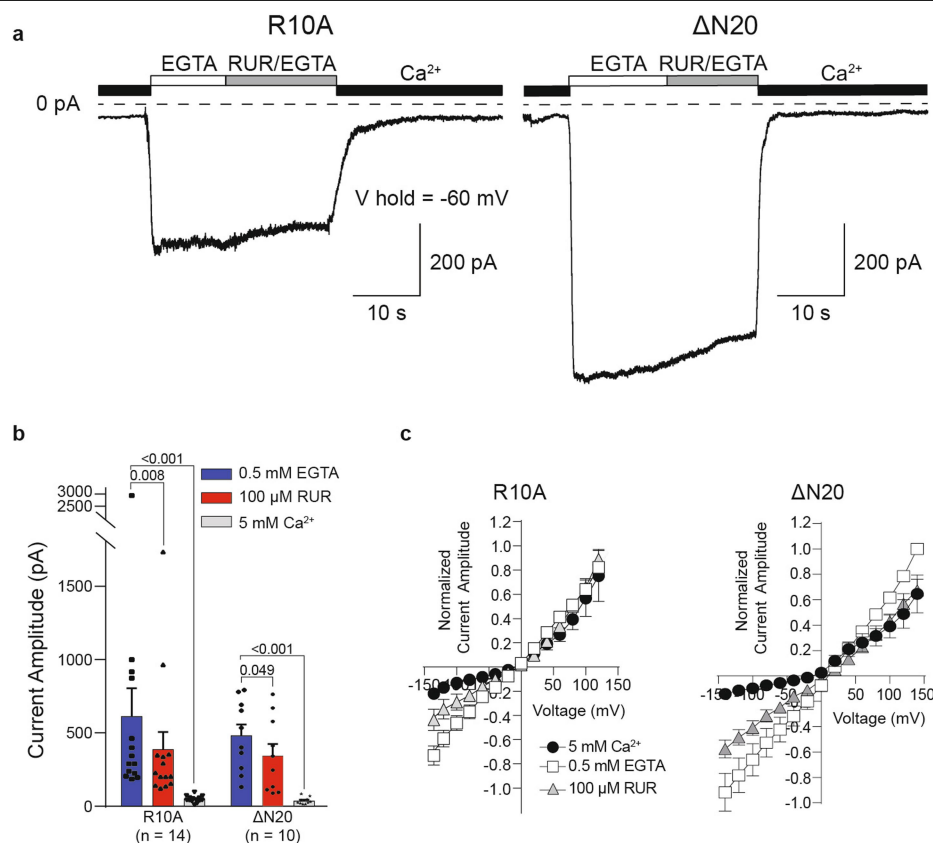 a
R10A
ΔN20
EGTA RUR/EGTA Ca²⁺
EGTA RUR/EGTA Ca²⁺
0 pA
V hold = -60 mV
200 pA
10 s
200 pA
10 s
b
<0.001
0.008
0.5 mM EGTA
100 µM RUR
5 mM Ca²⁺
<0.001
0.049
Current Amplitude (pA)
3000
2500
1500
1000
500
0
R10A
(n = 14)
ΔN20
(n = 10)
c
R10A
Normalized
Current Amplitude
1.2
1.0
0.8
0.6
0.4
0.2
-150 -100 -50 50 100 150
Voltage (mV)
-0.2
-0.4
-0.6
-0.8
-1.0
5 mM Ca²⁺
0.5 mM EGTA
100 µM RUR
ΔN20
Normalized
Current Amplitude
1.2
1.0
0.8
0.6
0.4
0.2
-150 -100 -50 50 100 150
Voltage (mV)
-0.2
-0.4
-0.6
-0.8
-1.0